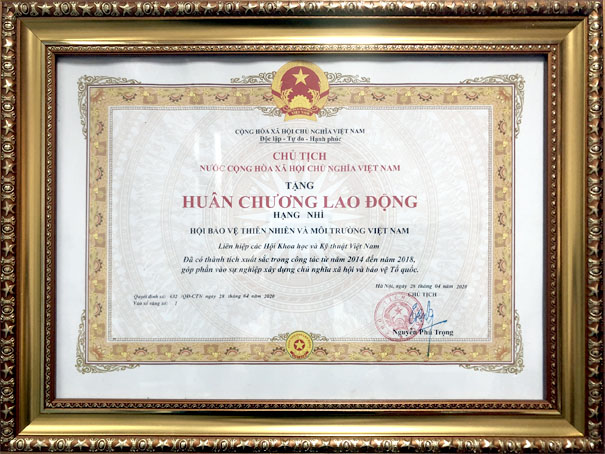 CỘNG HÒA XÃ HỘI CHỦ NGHĨA VIỆT NAM
Độc lập - Tự do - Hạnh phúc
CHỦ TỊCH
NƯỚC CỘNG HÒA XÃ HỘI CHỦ NGHĨA VIỆT NAM
TẶNG
HUÂN CHƯƠNG LAO ĐỘNG
HẠNG NHÌ
HỘI BẢO VỆ THIÊN NHIÊN VÀ MÔI TRƯỜNG VIỆT NAM
Liên hiệp các Hội Khoa học và Kỹ thuật Việt Nam
Đã có thành tích xuất sắc trong công tác từ năm 2014 đến năm 2018,
góp phần vào sự nghiệp xây dựng chủ nghĩa xã hội và bảo vệ Tổ quốc.
Hà Nội, ngày 28 tháng 04 năm 2020
CHỦ TỊCH
Quyết định số: 632 /QĐ-CTN ngày 28 tháng 04 năm 2020
Vào sổ vàng số: 2
Nguyễn Phú Trọng